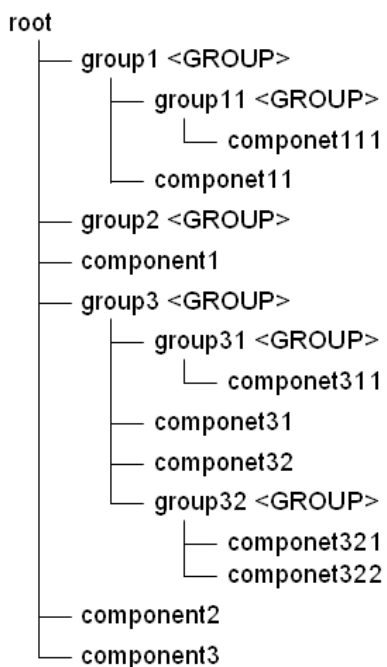 root
group1 <GROUP>
group11 <GROUP>
componet111
componet11
group2 <GROUP>
component1
group3 <GROUP>
group31 <GROUP>
componet311
componet31
componet32
group32 <GROUP>
componet321
componet322
component2
component3